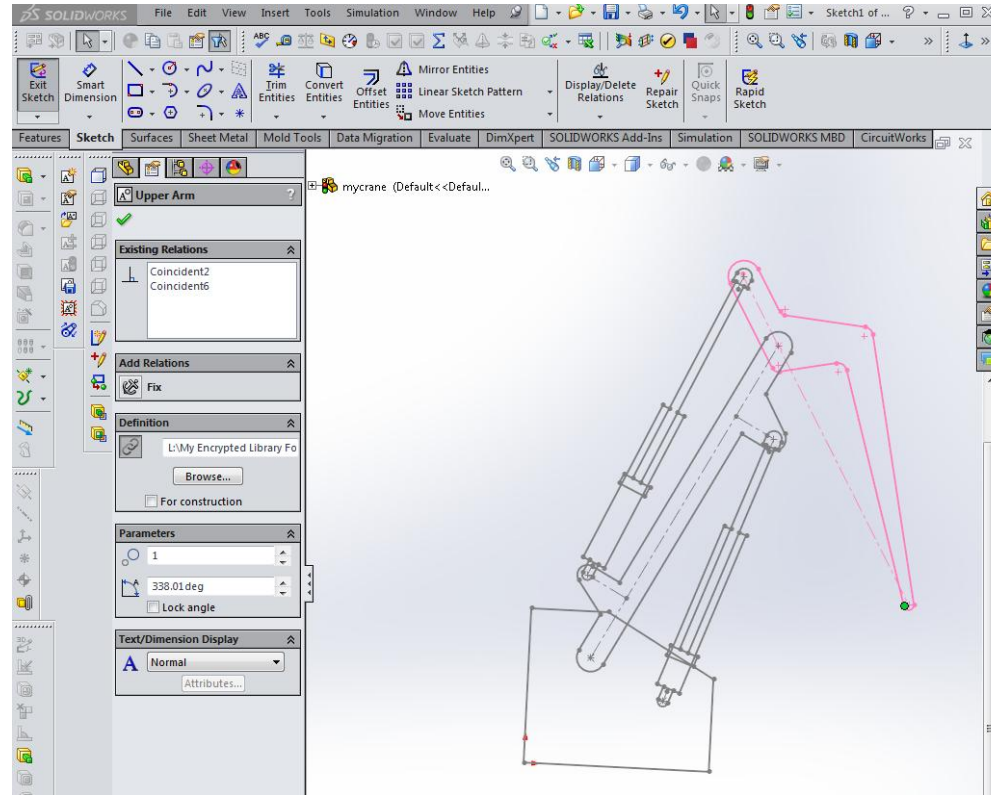 SOLIDWORKS File Edit View Insert Tools Simulation Window Help Sketch1 of ... ?
Exit Sketch
Smart Dimension
Trim Entities
Convert Entities
Offset Entities
Mirror Entities
Linear Sketch Pattern
Move Entities
Display/Delete Relations
Repair Sketch
Quick Snaps
Rapid Sketch
Features Sketch Surfaces Sheet Metal Mold Tools Data Migration Evaluate DimXpert SOLIDWORKS Add-Ins Simulation SOLIDWORKS MBD CircuitWorks
mycrane (Default<<Defaul...
Upper Arm ?
Existing Relations
Coincident2
Coincident6
Add Relations
Fix
Definition
L:\My Encrypted Library Fo
Browse...
For construction
Parameters
1
338.01deg
Lock angle
Text/Dimension Display
A Normal
Attributes...